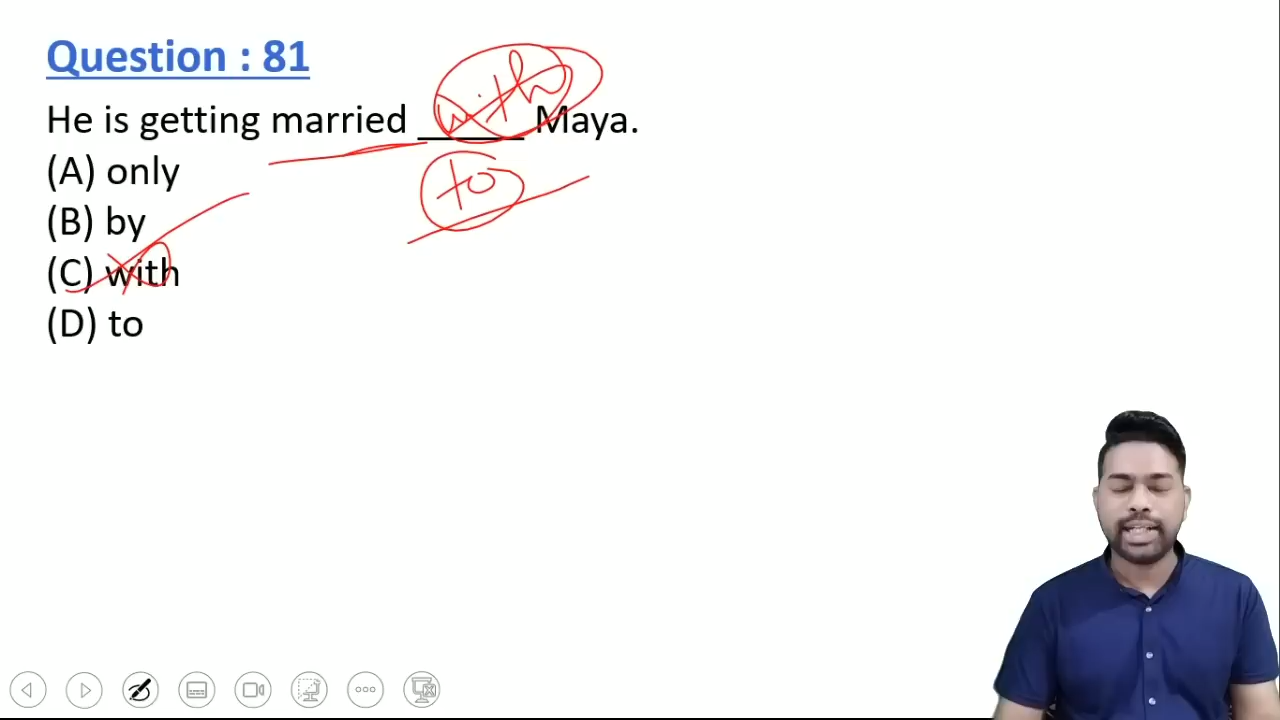 Question : 81
with
He is getting married ______ Maya.
to
(A) only
(B) by
(C) with
(D) to